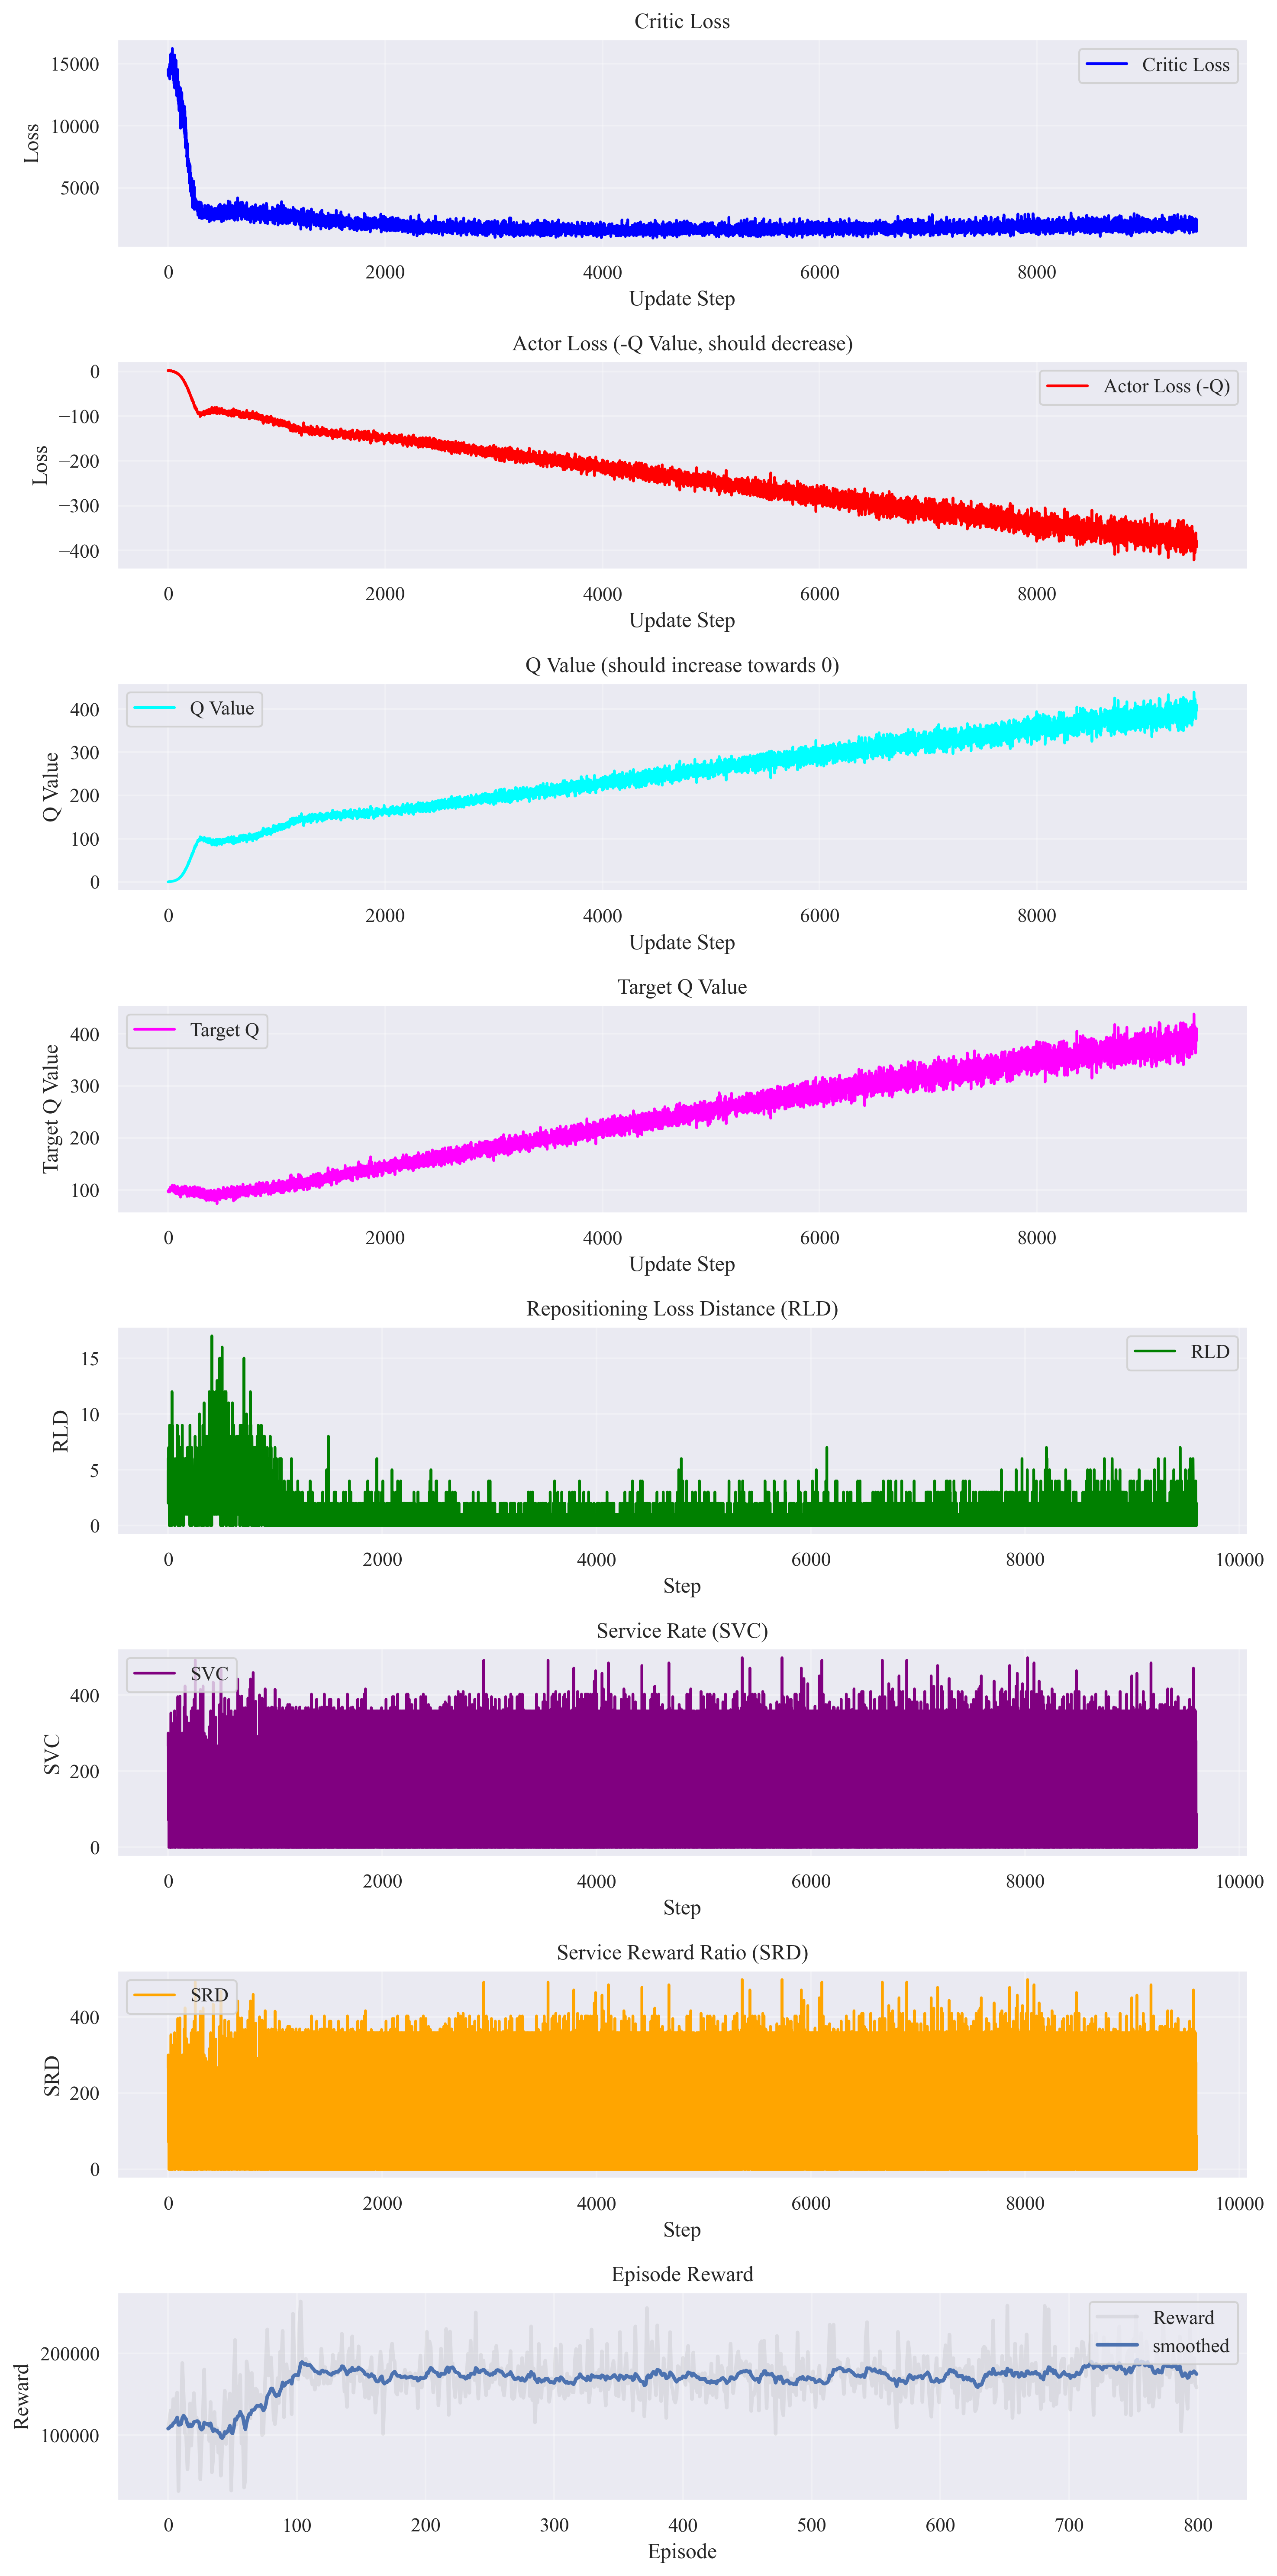 Critic Loss
15000
10000
5000
Loss
Critic Loss
0
2000
4000
6000
8000
Update Step
Actor Loss (-Q Value, should decrease)
0
−100
−200
−300
−400
Loss
Actor Loss (-Q)
0
2000
4000
6000
8000
Update Step
Q Value (should increase towards 0)
400
300
200
100
0
Q Value
Q Value
0
2000
4000
6000
8000
Update Step
Target Q Value
400
300
200
100
Target Q Value
Target Q
0
2000
4000
6000
8000
Update Step
Repositioning Loss Distance (RLD)
15
10
5
0
RLD
RLD
0
2000
4000
6000
8000
10000
Step
Service Rate (SVC)
400
200
0
SVC
SVC
0
2000
4000
6000
8000
10000
Step
Service Reward Ratio (SRD)
400
200
0
SRD
SRD
0
2000
4000
6000
8000
10000
Step
Episode Reward
200000
100000
Reward
Reward
smoothed
0
100
200
300
400
500
600
700
800
Episode